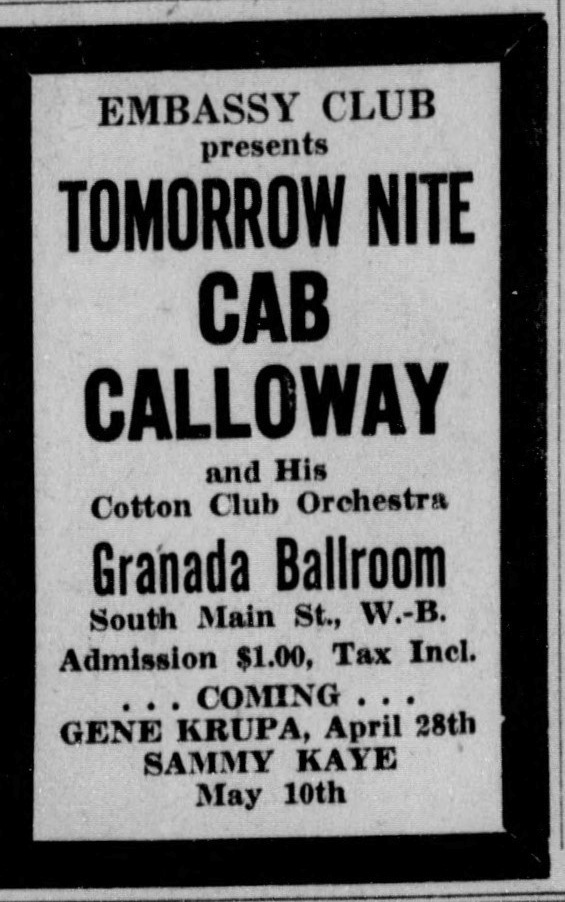 EMBASSY CLUB
presents
TOMORROW NITE
CAB
CALLOWAY
and His
Cotton Club Orchestra
Granada Ballroom
South Main St., W.-B.
Admission $1.00, Tax Incl.
. . . COMING . . .
GENE KRUPA, April 28th
SAMMY KAYE
May 10th